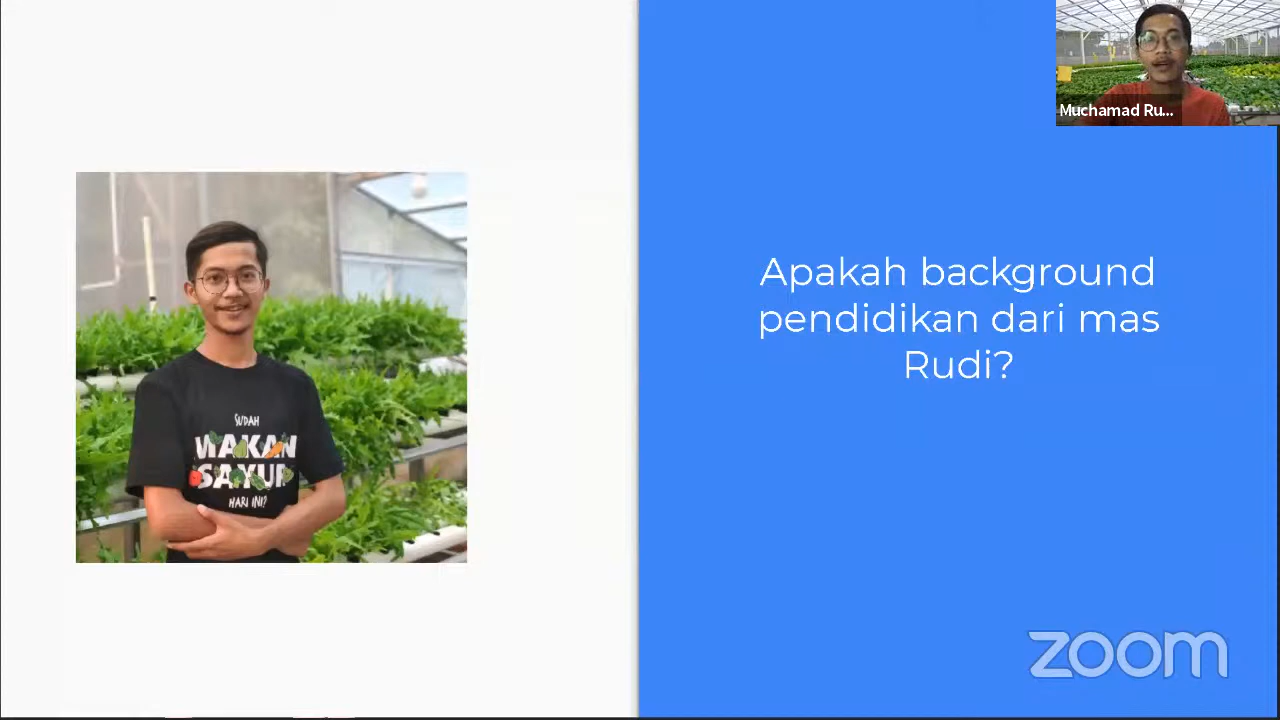 Muchamad Ru...
Apakah background
pendidikan dari mas
Rudi?
SUDAH
MAKAN
SAYUR
HARI INI?
zoom